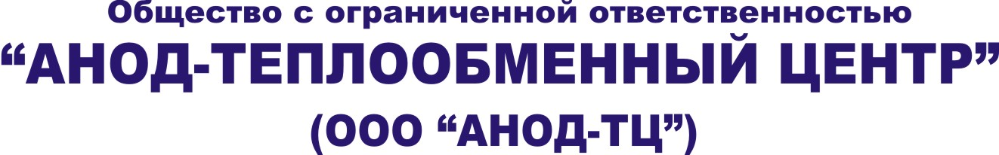 Общество с ограниченной ответственностью
“АНОД-ТЕПЛООБМЕННЫЙ ЦЕНТР”
(ООО “АНОД-ТЦ”)